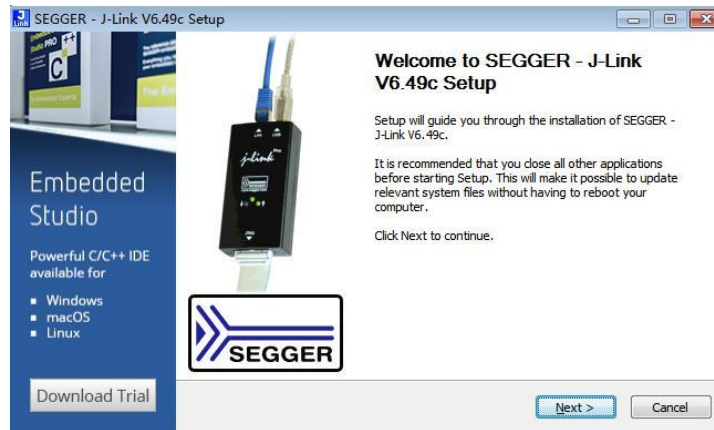 SEGGER - J-Link V6.49c Setup
Embedded
Studio
Powerful C/C++ IDE
available for
Windows
macOS
Linux
Download Trial
J-Link Pro
SEGGER
Welcome to SEGGER - J-Link
V6.49c Setup
Setup will guide you through the installation of SEGGER -
J-Link V6.49c.
It is recommended that you close all other applications
before starting Setup. This will make it possible to update
relevant system files without having to reboot your
computer.
Click Next to continue.
Next >
Cancel